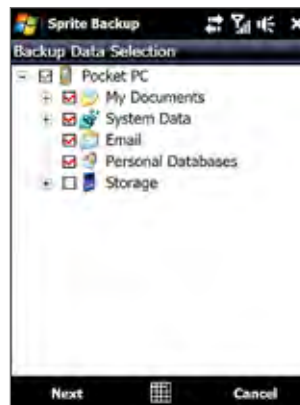 Sprite Backup
Backup Data Selection
Pocket PC
My Documents
System Data
Email
Personal Databases
Storage
Next Cancel